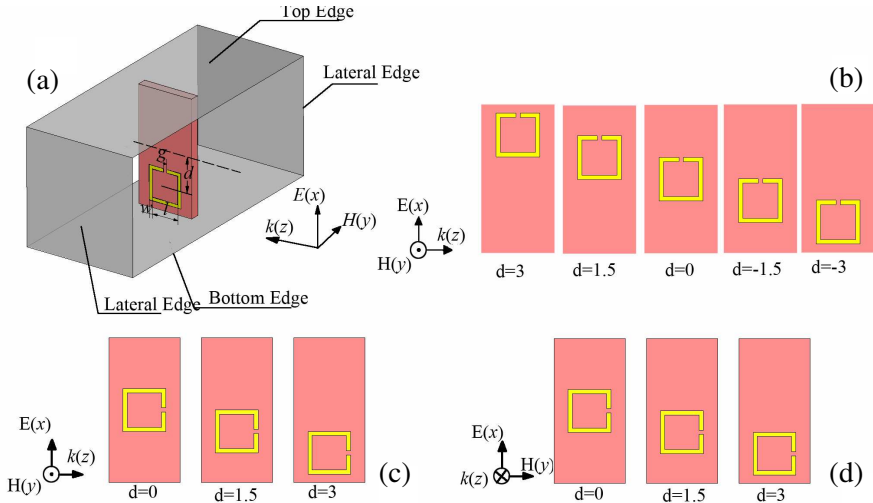 Top Edge
(a)
Lateral Edge
(b)
g
d
w
l
E(x)
H(y)
k(z)
Lateral Edge
Bottom Edge
E(x)
k(z)
H(y)
d=3
d=1.5
d=0
d=-1.5
d=-3
E(x)
k(z)
H(y)
d=0
d=1.5
d=3
(c)
E(x)
H(y)
k(z)
d=0
d=1.5
d=3
(d)